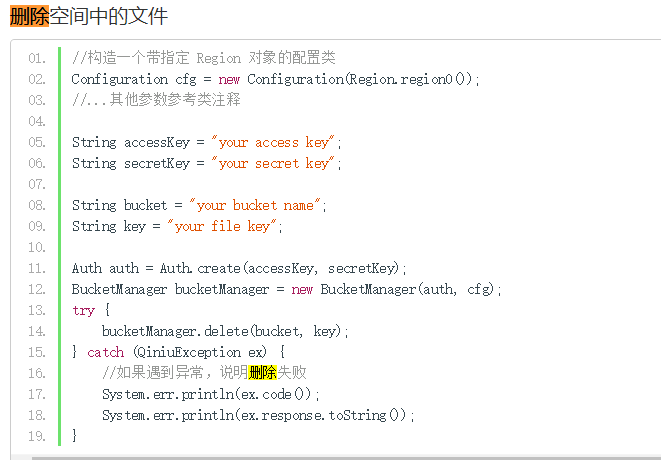 删除空间中的文件
01. //构造一个带指定 Region 对象的配置类
02. Configuration cfg = new Configuration(Region.region0());
03. //...其他参数参考类注释
04.
05. String accessKey = "your access key";
06. String secretKey = "your secret key";
07.
08. String bucket = "your bucket name";
09. String key = "your file key";
10.
11. Auth auth = Auth.create(accessKey, secretKey);
12. BucketManager bucketManager = new BucketManager(auth, cfg);
13. try {
14.     bucketManager.delete(bucket, key);
15. } catch (QiniuException ex) {
16.     //如果遇到异常，说明删除失败
17.     System.err.println(ex.code());
18.     System.err.println(ex.response.toString());
19. }